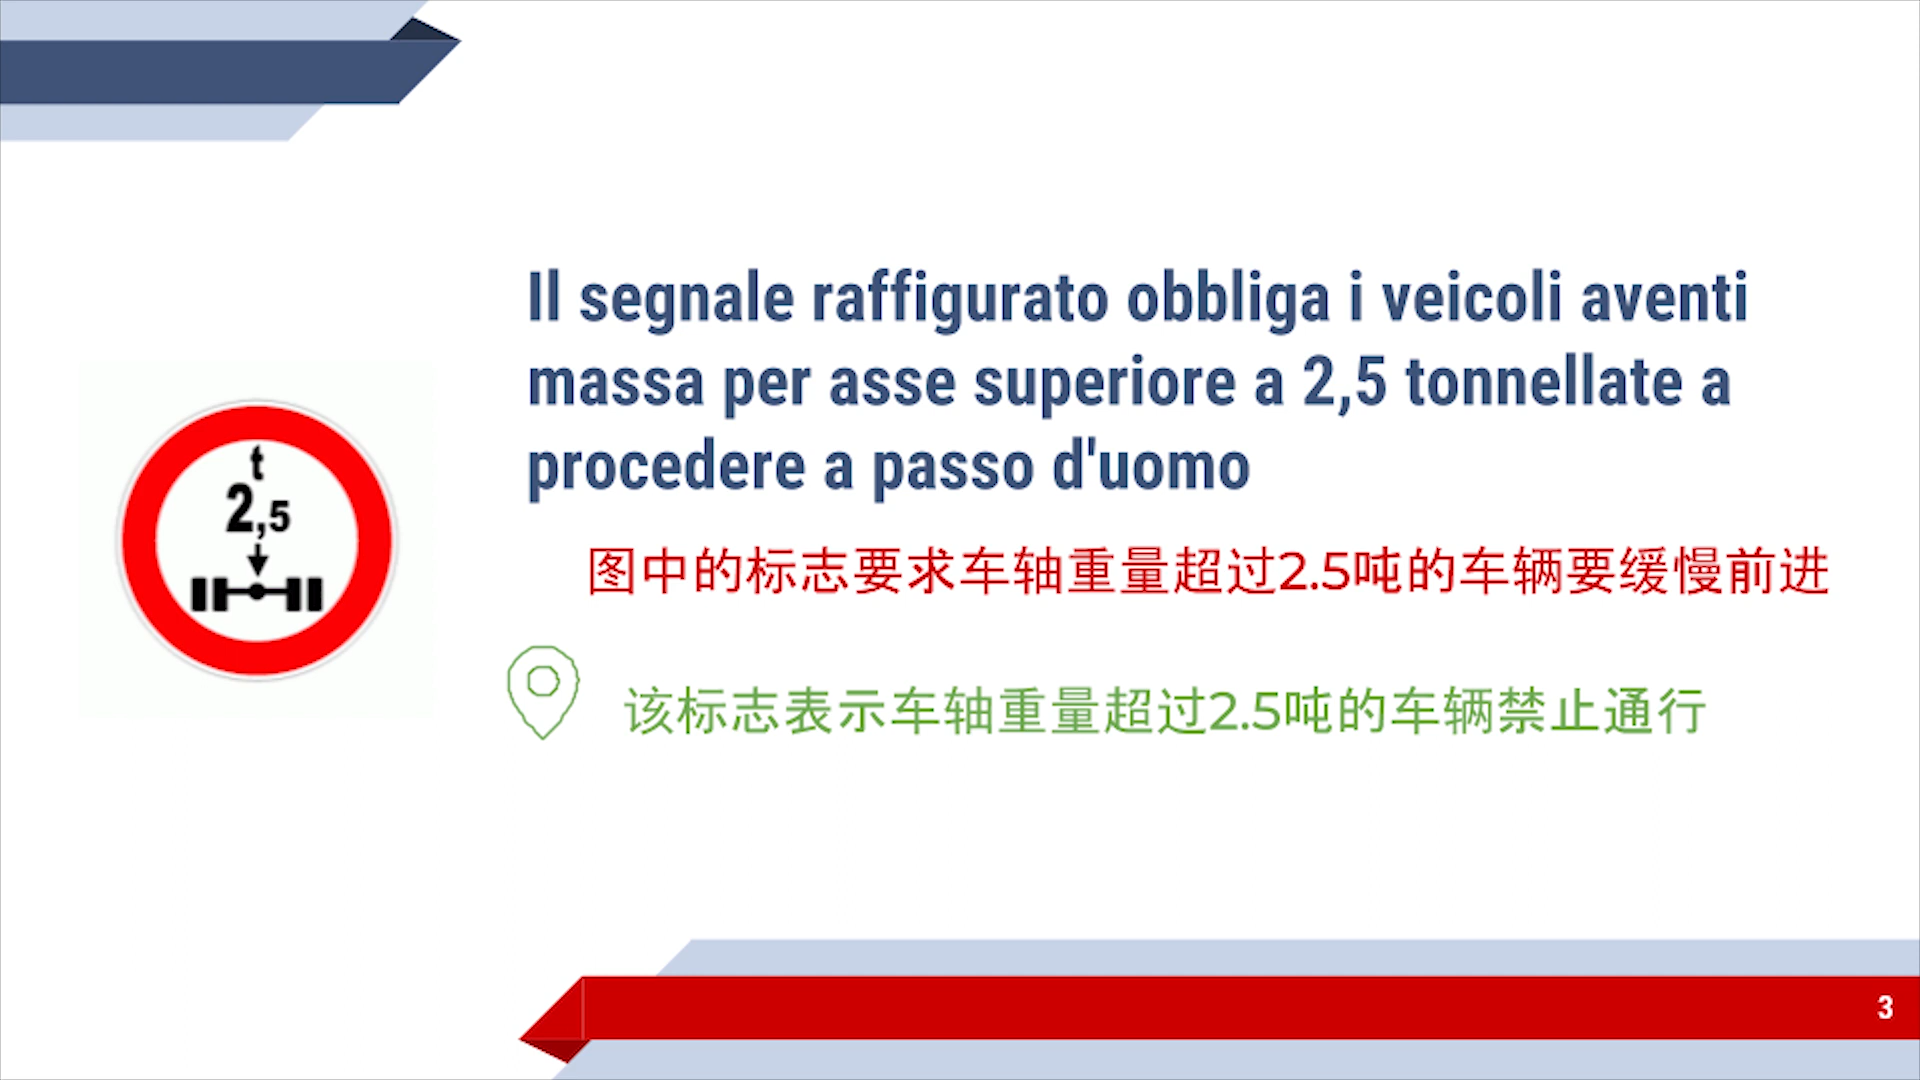 Il segnale raffigurato obbliga i veicoli aventi
massa per asse superiore a 2,5 tonnellate a
procedere a passo d'uomo
t
2,5
图中的标志要求车轴重量超过2.5吨的车辆要缓慢前进
该标志表示车轴重量超过2.5吨的车辆禁止通行
3